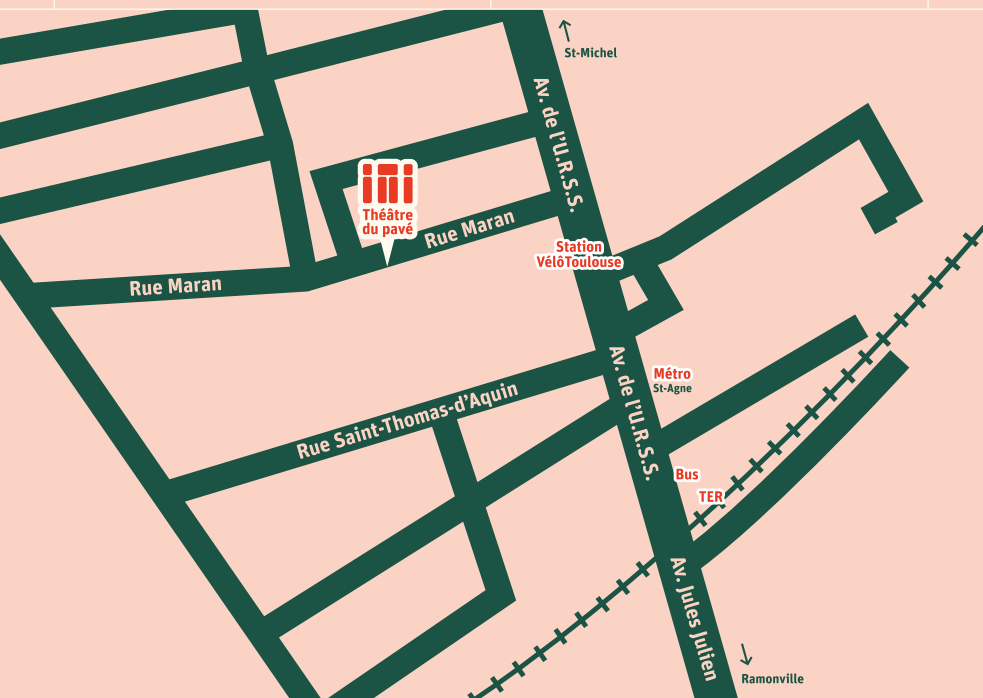 St-Michel
Av. de l'U.R.S.S.
Théâtre
du pavé
Rue Maran
Station
VélôToulouse
Rue Maran
Av. de l'U.R.S.S.
Métro
St-Agne
Rue Saint-Thomas-d'Aquin
Bus
TER
Av. Jules Julien
Ramonville